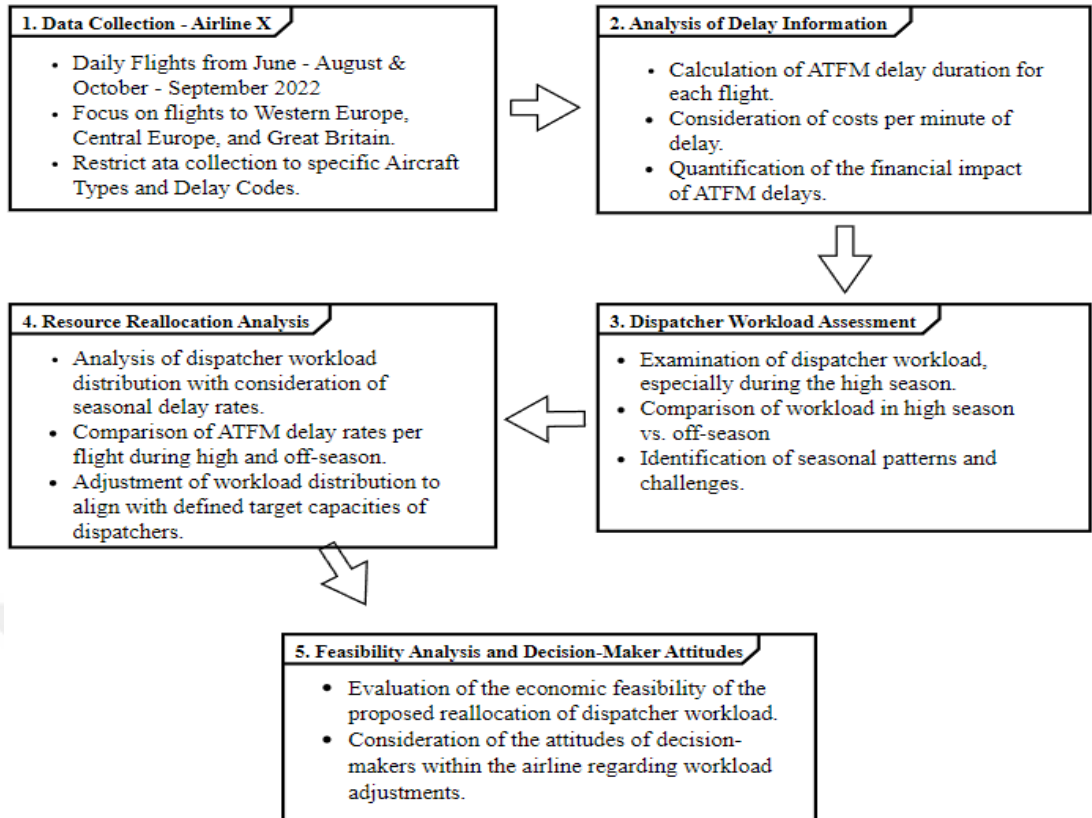 1. Data Collection - Airline X
• Daily Flights from June - August &
October - September 2022
• Focus on flights to Western Europe,
Central Europe, and Great Britain.
• Restrict ata collection to specific Aircraft
Types and Delay Codes.
2. Analysis of Delay Information
• Calculation of ATFM delay duration for
each flight.
• Consideration of costs per minute of
delay.
• Quantification of the financial impact
of ATFM delays.
3. Dispatcher Workload Assessment
• Examination of dispatcher workload,
especially during the high season.
• Comparison of workload in high season
vs. off-season
• Identification of seasonal patterns and
challenges.
4. Resource Reallocation Analysis
• Analysis of dispatcher workload
distribution with consideration of
seasonal delay rates.
• Comparison of ATFM delay rates per
flight during high and off-season.
• Adjustment of workload distribution to
align with defined target capacities of
dispatchers.
5. Feasibility Analysis and Decision-Maker Attitudes
• Evaluation of the economic feasibility of the
proposed reallocation of dispatcher workload.
• Consideration of the attitudes of decision-
makers within the airline regarding workload
adjustments.